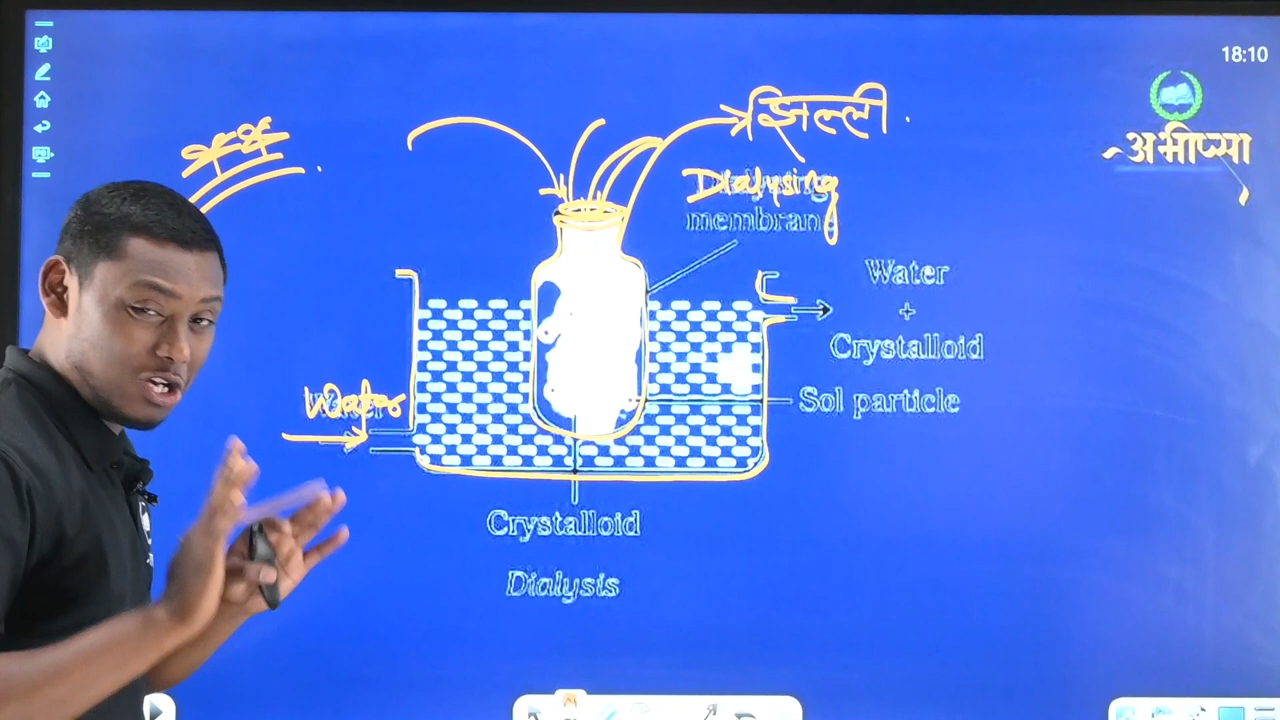 18:10
अभीप्सा
झिल्ली
Dialysing
membrane
Water
+
Crystalloid
Sol particle
Water
Crystalloid
Dialysis